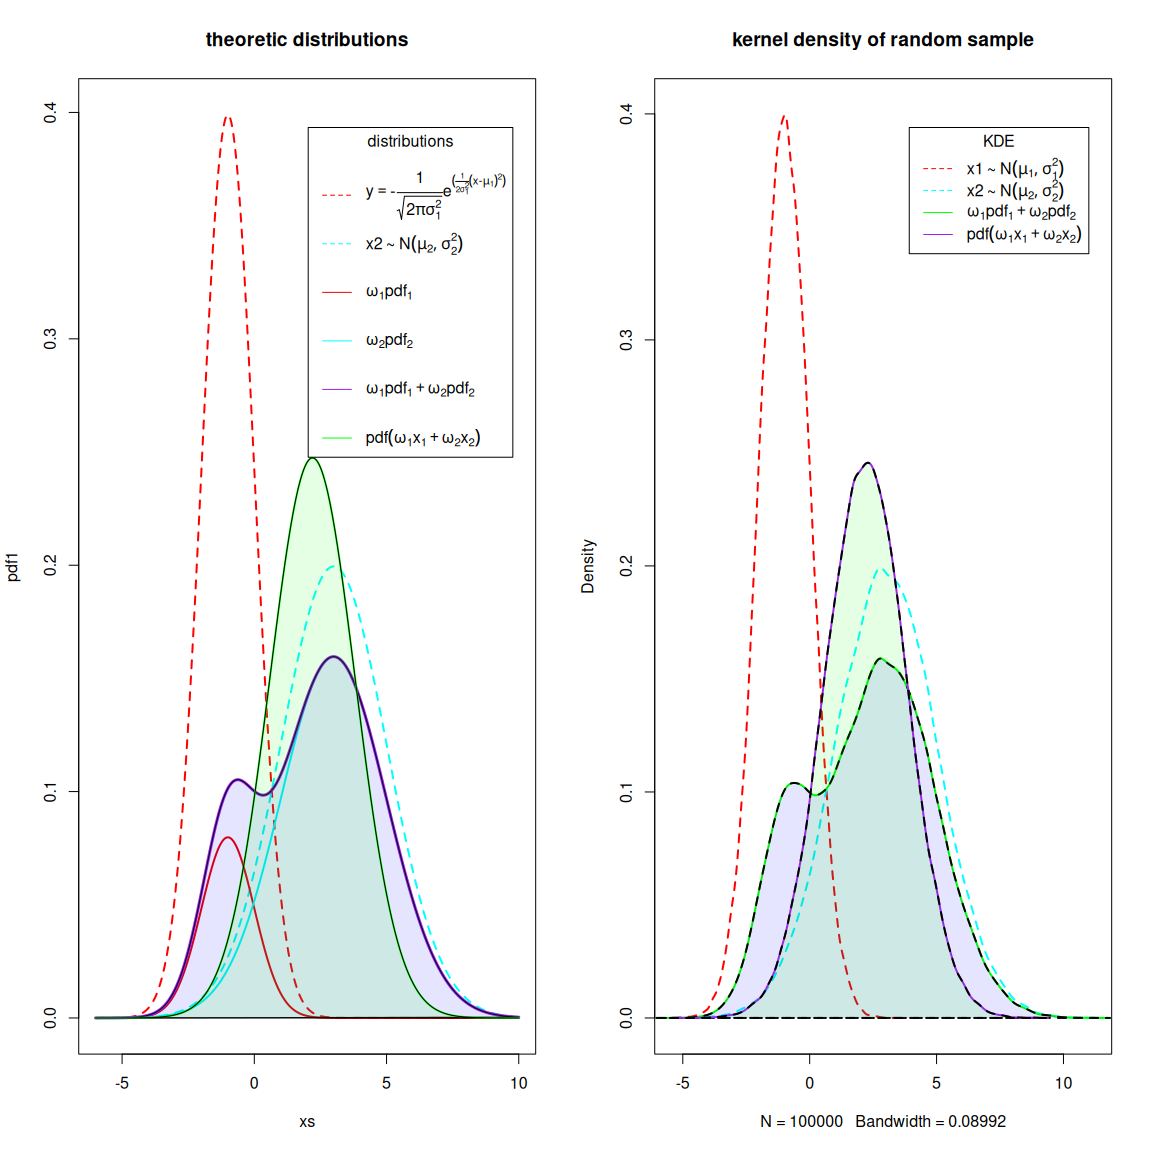 theoretic distributions
0.4
0.3
0.2
0.1
0.0
pdf1
distributions
y = -1/√2πσ₁² e^(1/2σ₁²(x-μ₁)²)
x2 ~ N(μ₂, σ₂²)
ω₁pdf₁
ω₂pdf₂
ω₁pdf₁ + ω₂pdf₂
pdf(ω₁x₁ + ω₂x₂)
-5 0 5 10
xs
kernel density of random sample
0.4
0.3
0.2
0.1
0.0
Density
KDE
x1 ~ N(μ₁, σ₁²)
x2 ~ N(μ₂, σ₂²)
ω₁pdf₁ + ω₂pdf₂
pdf(ω₁x₁ + ω₂x₂)
-5 0 5 10
N = 100000 Bandwidth = 0.08992